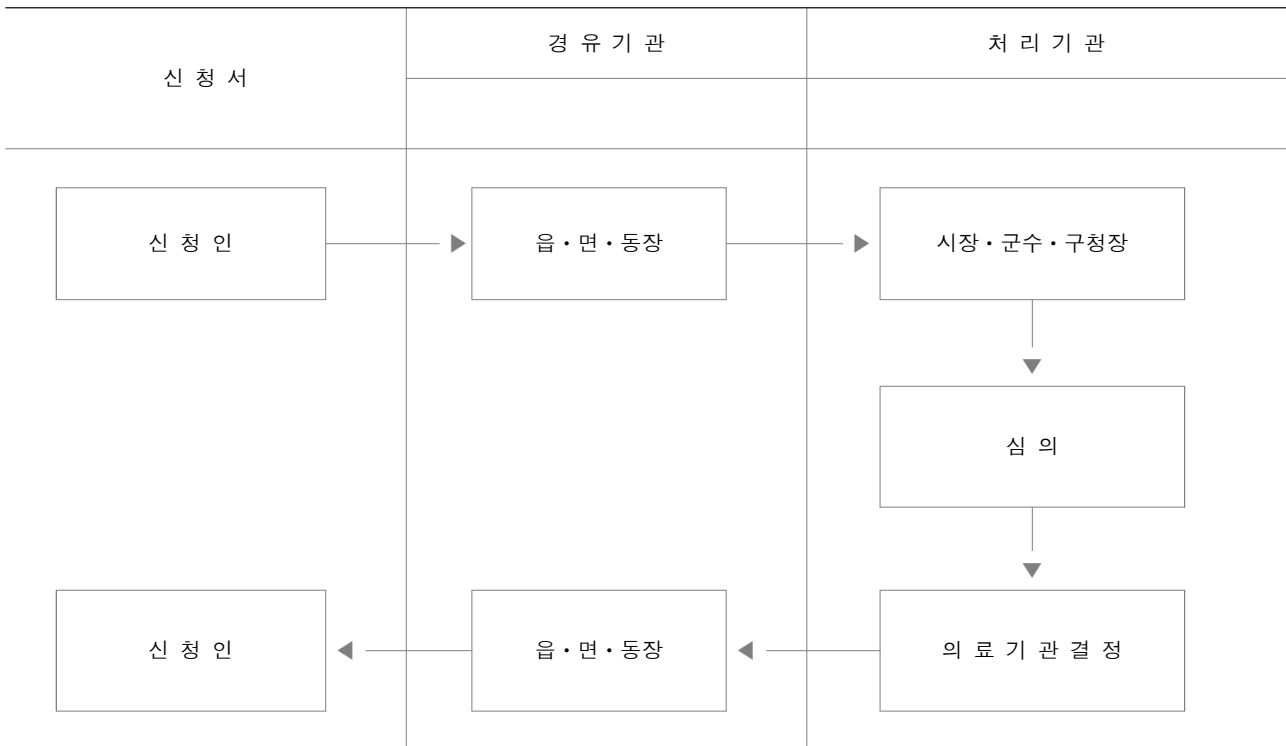 신 청 서
경 유 기 관
처 리 기 관
신 청 인
읍・면・동장
시장・군수・구청장
심 의
신 청 인
읍・면・동장
의 료 기 관 결 정